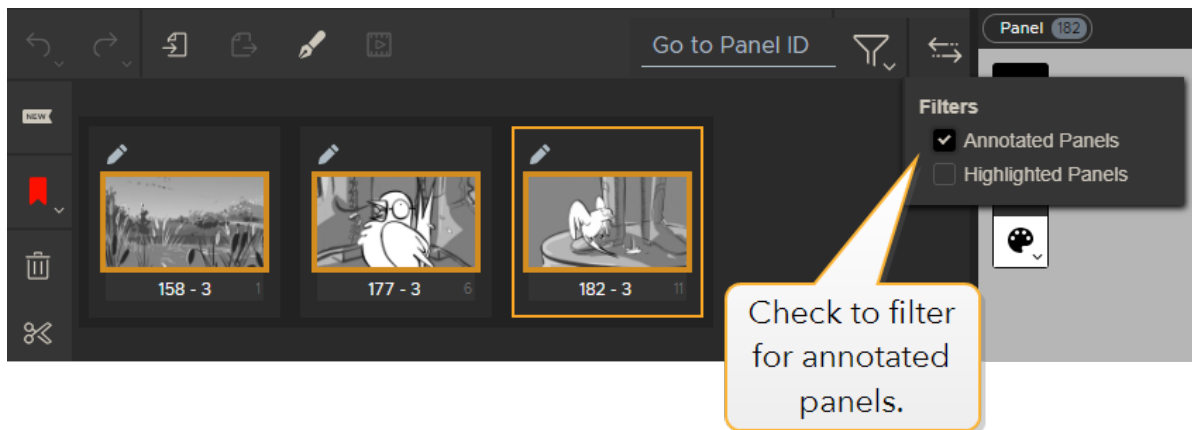 Go to Panel ID
Panel 182
NEW
Filters
Annotated Panels
Highlighted Panels
158 - 3 1
177 - 3 6
182 - 3 11
Check to filter
for annotated
panels.